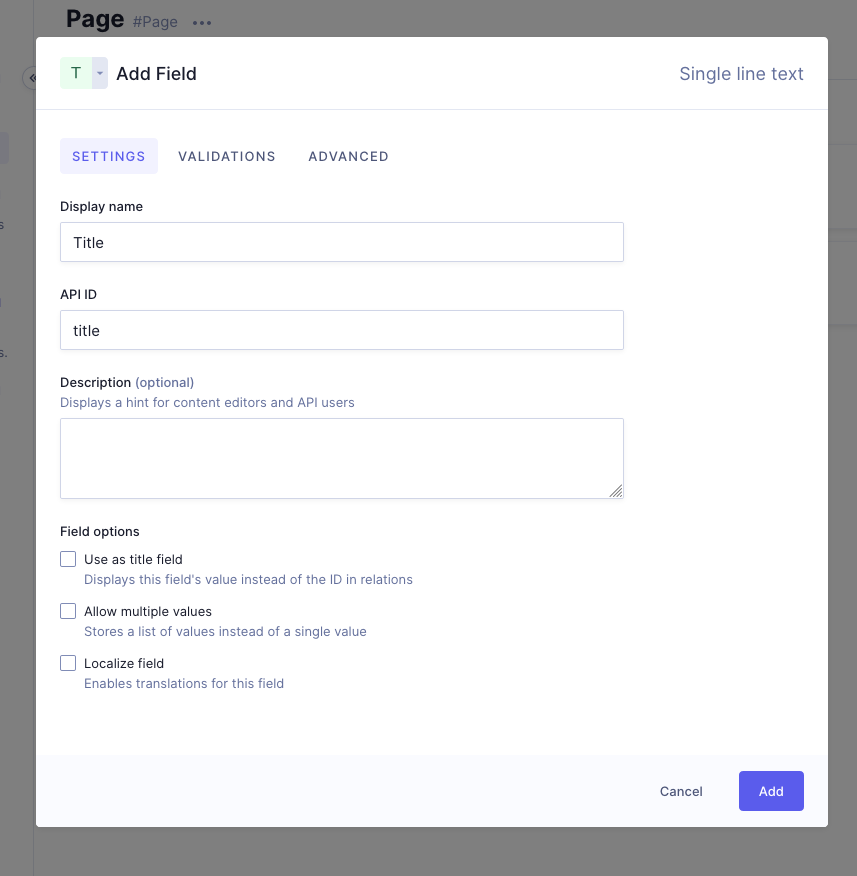 Page #Page
T Add Field Single line text
SETTINGS VALIDATIONS ADVANCED
Display name
Title
API ID
title
Description (optional)
Displays a hint for content editors and API users
Field options
Use as title field
Displays this field's value instead of the ID in relations
Allow multiple values
Stores a list of values instead of a single value
Localize field
Enables translations for this field
Cancel Add